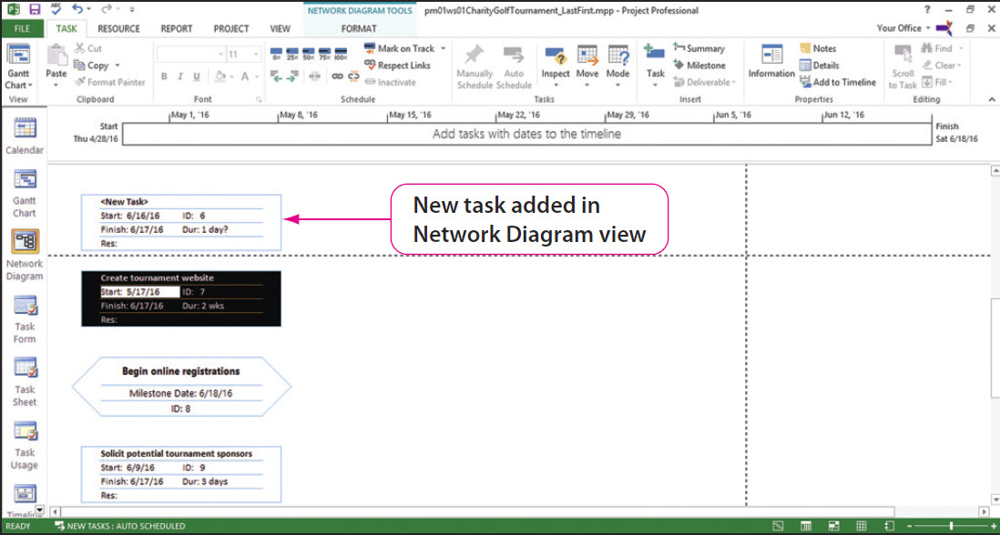 NETWORK DIAGRAM TOOLS pm01ws01CharityGolfTournament_LastFirst.mpp - Project Professional
FILE TASK RESOURCE REPORT PROJECT VIEW FORMAT Your Office
Gantt Chart
View
Paste
Cut
Copy
Format Painter
Clipboard
11
B I U A
Font
0% 25% 50% 75% 100%
Mark on Track
Respect Links
Inactivate
Schedule
Manually Schedule
Auto Schedule
Inspect
Move
Mode
Tasks
Task
Summary
Milestone
Deliverable
Insert
Information
Notes
Details
Add to Timeline
Properties
Scroll to Task
Find
Clear
Fill
Editing
May 1, '16 May 8, '16 May 15, '16 May 22, '16 May 29, '16 Jun 5, '16 Jun 12, '16
Start
Thu 4/28/16
Add tasks with dates to the timeline
Finish
Sat 6/18/16
Calendar
Gantt
Chart
Network
Diagram
Task
Form
Task
Sheet
Task
Usage
Timeline
<New Task>
Start: 6/16/16 ID: 6
Finish: 6/17/16 Dur: 1 day?
Res:
New task added in
Network Diagram view
Create tournament website
Start: 5/17/16 ID: 7
Finish: 6/17/16 Dur: 2 wks
Res:
Begin online registrations
Milestone Date: 6/18/16
ID: 8
Solicit potential tournament sponsors
Start: 6/9/16 ID: 9
Finish: 6/17/16 Dur: 3 days
Res:
READY NEW TASKS : AUTO SCHEDULED